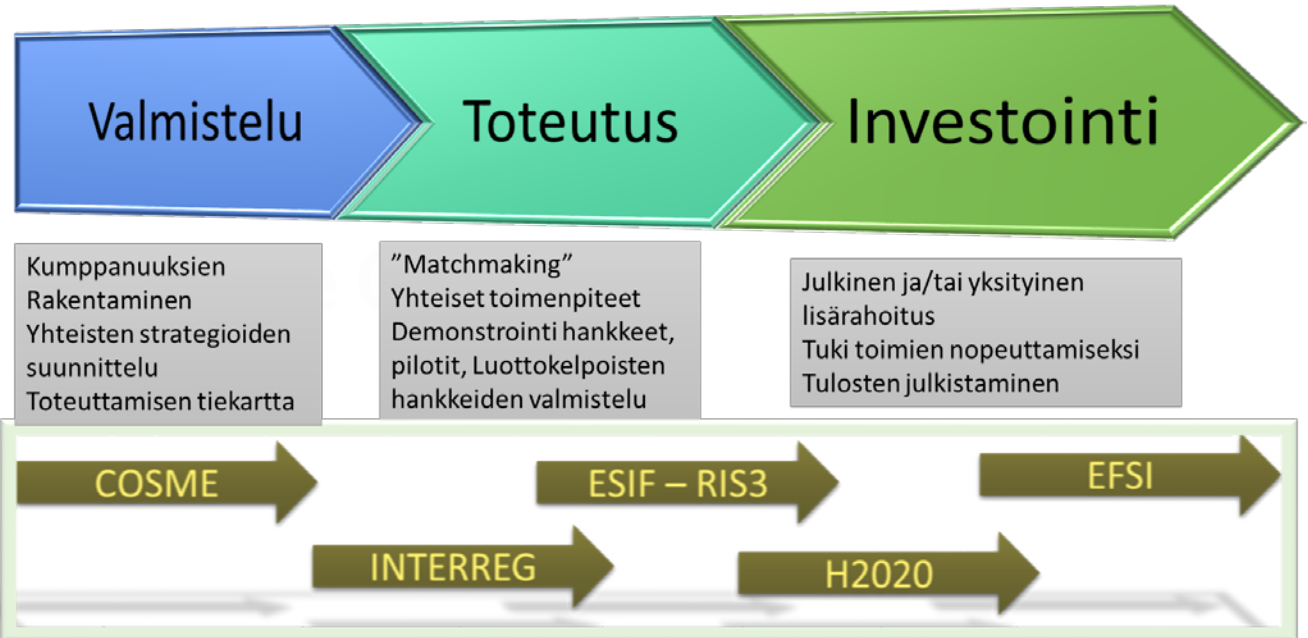 Valmistelu
Toteutus
Investointi
Kumppanuuksien
Rakentaminen
Yhteisten strategioiden
suunnittelu
Toteuttamisen tiekartta
”Matchmaking”
Yhteiset toimenpiteet
Demonstrointi hankkeet,
pilotit, Luottokelpoisten
hankkeiden valmistelu
Julkinen ja/tai yksityinen
lisärahoitus
Tuki toimien nopeuttamiseksi
Tulosten julkistaminen
COSME
ESIF – RIS3
EFSI
INTERREG
H2020